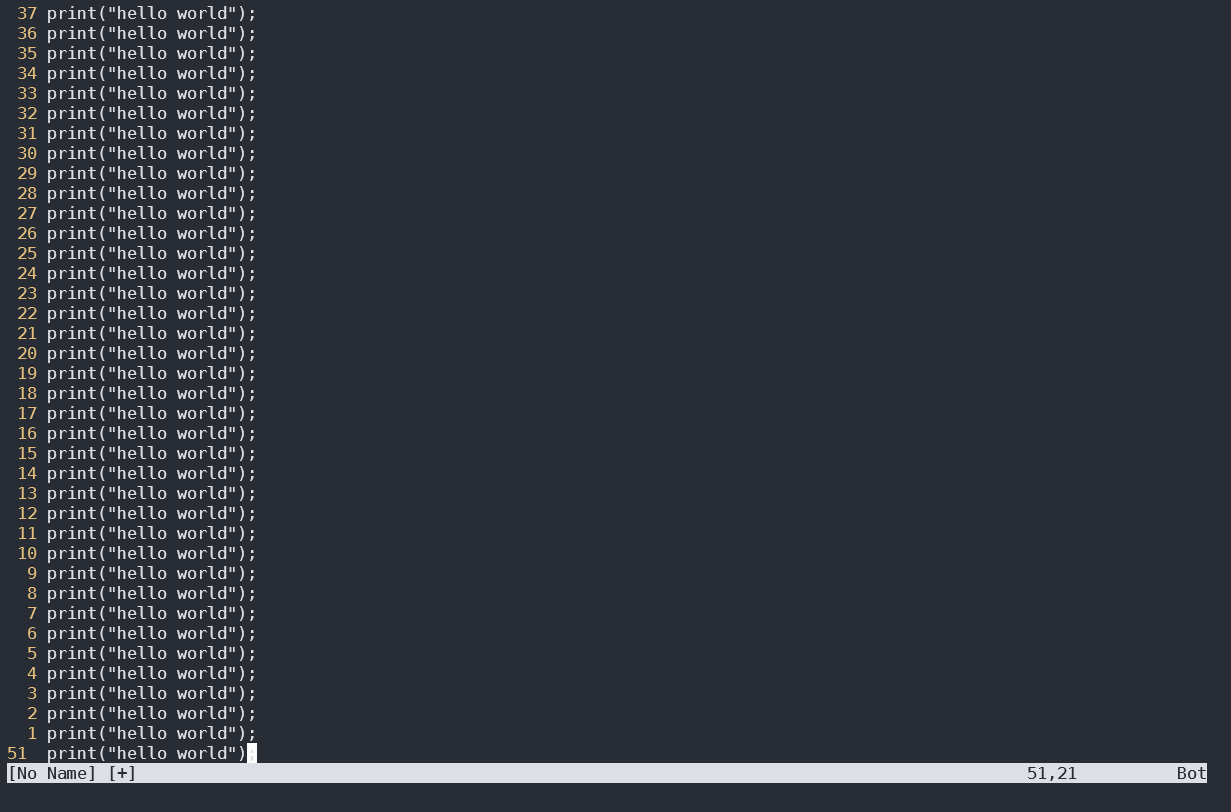 37 print("hello world");
36 print("hello world");
35 print("hello world");
34 print("hello world");
33 print("hello world");
32 print("hello world");
31 print("hello world");
30 print("hello world");
29 print("hello world");
28 print("hello world");
27 print("hello world");
26 print("hello world");
25 print("hello world");
24 print("hello world");
23 print("hello world");
22 print("hello world");
21 print("hello world");
20 print("hello world");
19 print("hello world");
18 print("hello world");
17 print("hello world");
16 print("hello world");
15 print("hello world");
14 print("hello world");
13 print("hello world");
12 print("hello world");
11 print("hello world");
10 print("hello world");
9 print("hello world");
8 print("hello world");
7 print("hello world");
6 print("hello world");
5 print("hello world");
4 print("hello world");
3 print("hello world");
2 print("hello world");
1 print("hello world");
51 print("hello world");
[No Name] [+] 51,21 Bot